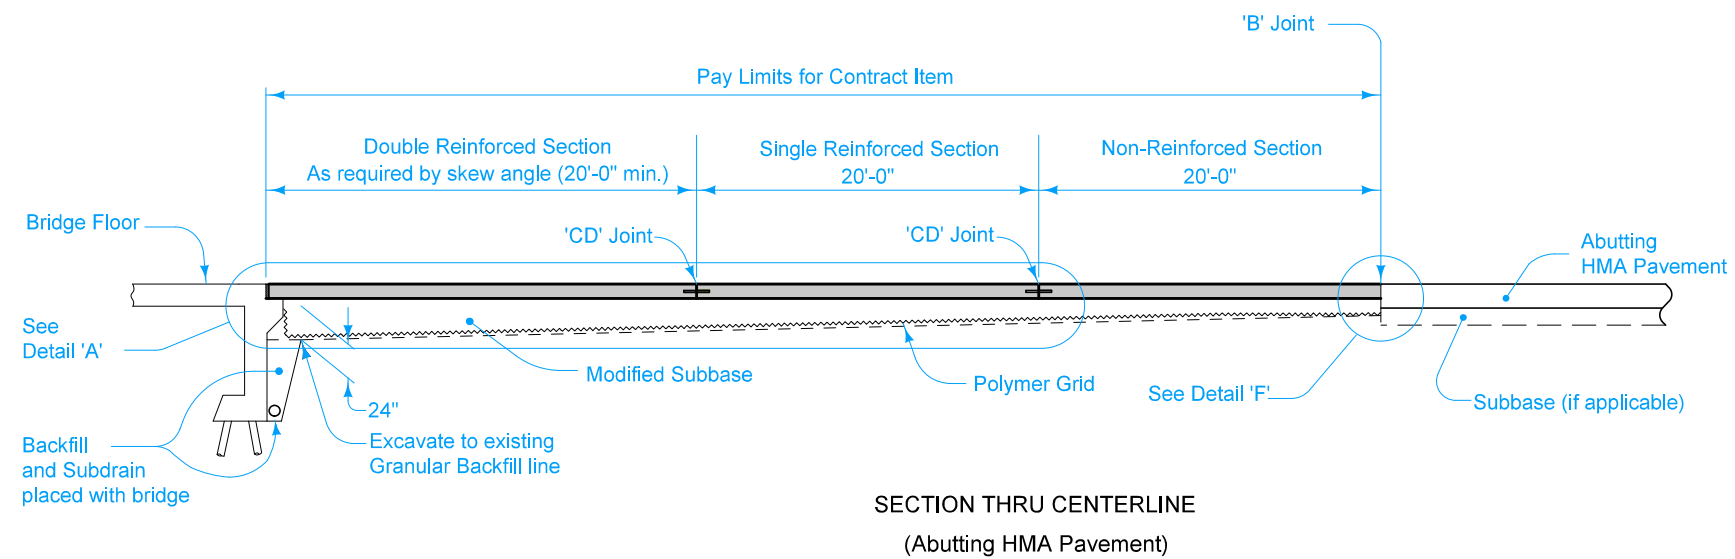 'B' Joint
Pay Limits for Contract Item
Double Reinforced Section
As required by skew angle (20'-0" min.)
Single Reinforced Section
20'-0"
Non-Reinforced Section
20'-0"
Bridge Floor
'CD' Joint
'CD' Joint
Abutting
HMA Pavement
See
Detail 'A'
Modified Subbase
Polymer Grid
See Detail 'F'
Subbase (if applicable)
24"
Backfill
and Subdrain
placed with bridge
Excavate to existing
Granular Backfill line
SECTION THRU CENTERLINE
(Abutting HMA Pavement)